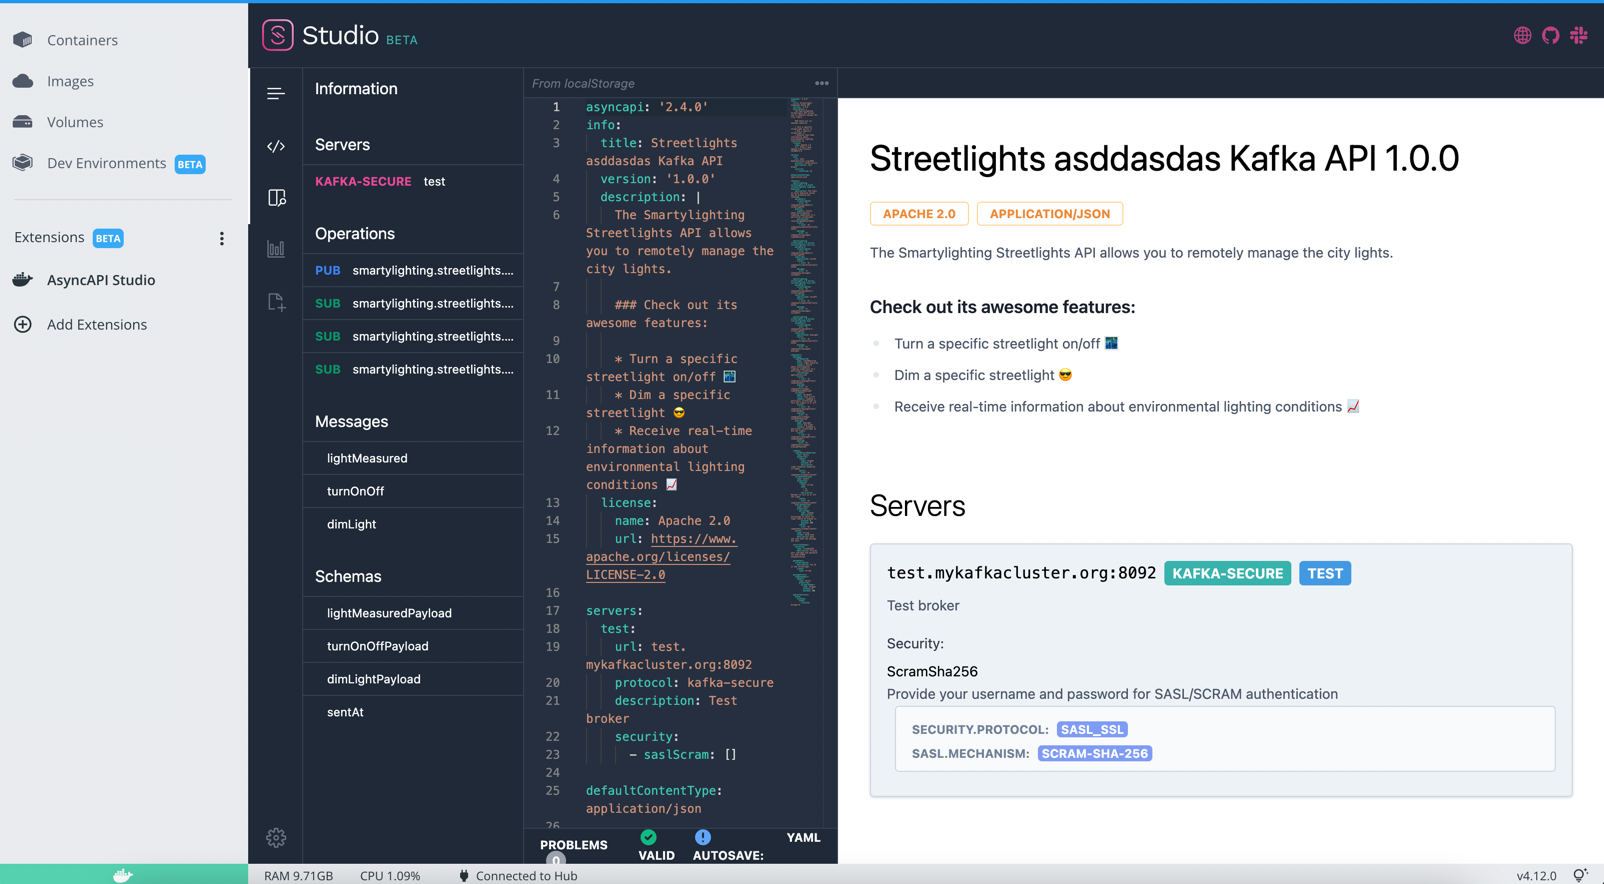 Containers
Images
Volumes
Dev Environments BETA
Extensions BETA
AsyncAPI Studio
Add Extensions
Studio BETA
Information
Servers
KAFKA-SECURE test
Operations
PUB smartylighting.streetlights....
SUB smartylighting.streetlights....
SUB smartylighting.streetlights....
SUB smartylighting.streetlights....
Messages
lightMeasured
turnOnOff
dimLight
Schemas
lightMeasuredPayload
turnOnOffPayload
dimLightPayload
sentAt
From localStorage
1 asyncapi: '2.4.0'
2 info:
3 title: Streetlights
asddasdas Kafka API
4 version: '1.0.0'
5 description: |
6 The Smartylighting
Streetlights API allows
you to remotely manage the
city lights.
7
8 ### Check out its
awesome features:
9
10 * Turn a specific
streetlight on/off 🌃
11 * Dim a specific
streetlight 😎
12 * Receive real-time
information about
environmental lighting
conditions 📈
13 license:
14 name: Apache 2.0
15 url: https://www.
apache.org/licenses/
LICENSE-2.0
16
17 servers:
18 test:
19 url: test.
mykafkacluster.org:8092
20 protocol: kafka-secure
21 description: Test
broker
22 security:
23 - saslScram: []
24
25 defaultContentType:
application/json
26
PROBLEMS 0
VALID
AUTOSAVE:
YAML
Streetlights asddasdas Kafka API 1.0.0
APACHE 2.0 APPLICATION/JSON
The Smartylighting Streetlights API allows you to remotely manage the city lights.
Check out its awesome features:
Turn a specific streetlight on/off 🌃
Dim a specific streetlight 😎
Receive real-time information about environmental lighting conditions 📈
Servers
test.mykafkacluster.org:8092 KAFKA-SECURE TEST
Test broker
Security:
ScramSha256
Provide your username and password for SASL/SCRAM authentication
SECURITY.PROTOCOL: SASL_SSL
SASL.MECHANISM: SCRAM-SHA-256
RAM 9.71GB CPU 1.09% Connected to Hub
v4.12.0